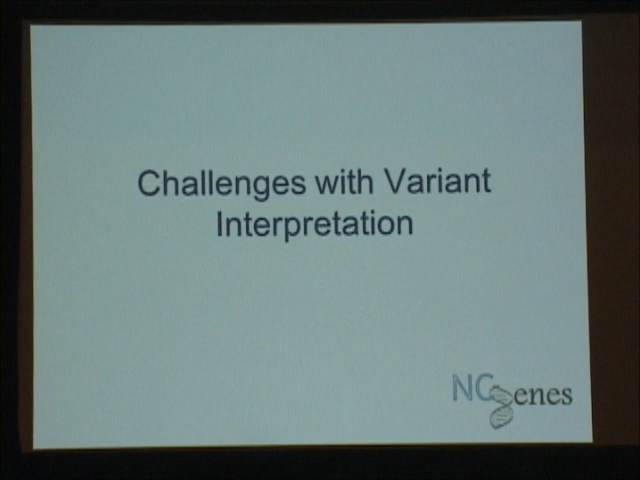 Challenges with Variant
Interpretation
NCgenes